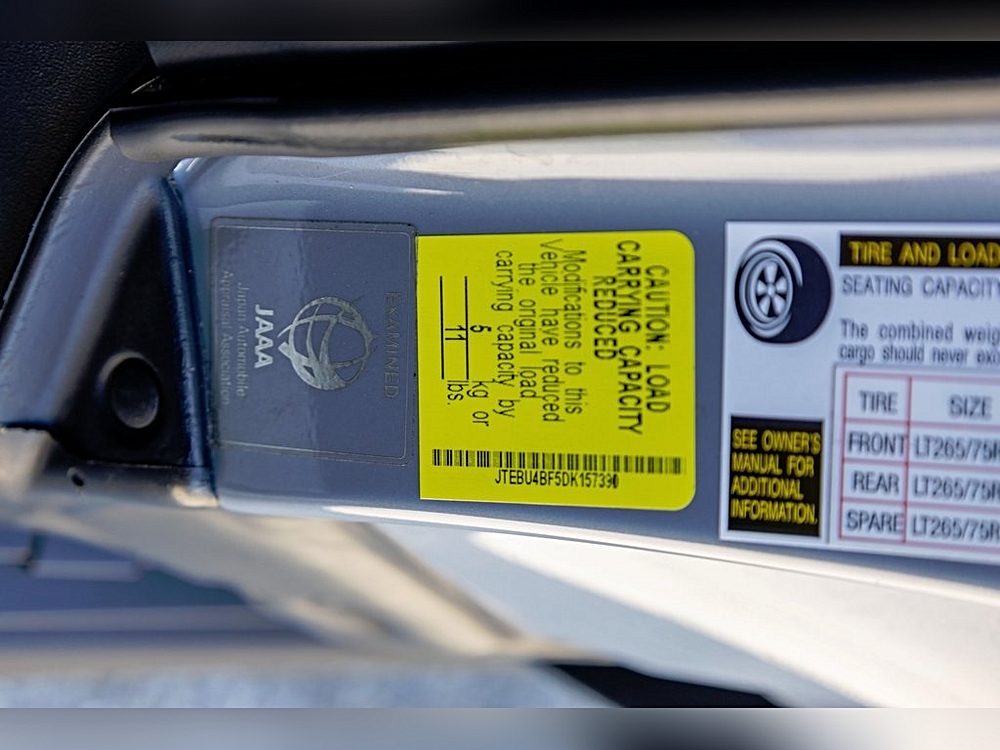 EXAMINED
JAAA
Japan Automobile
Appraisal Association
CAUTION: LOAD
CARRYING CAPACITY
REDUCED
Modifications to this
Vehicle have reduced
the original load
carrying capacity by
5 kg or
11 lbs.
JTEBU4BF5DK157390
TIRE AND LOAD
SEATING CAPACITY
The combined weig
cargo should never exc
TIRE SIZE
FRONT LT265/75R
REAR LT265/75R
SPARE LT265/75R
SEE OWNER'S
MANUAL FOR
ADDITIONAL
INFORMATION.